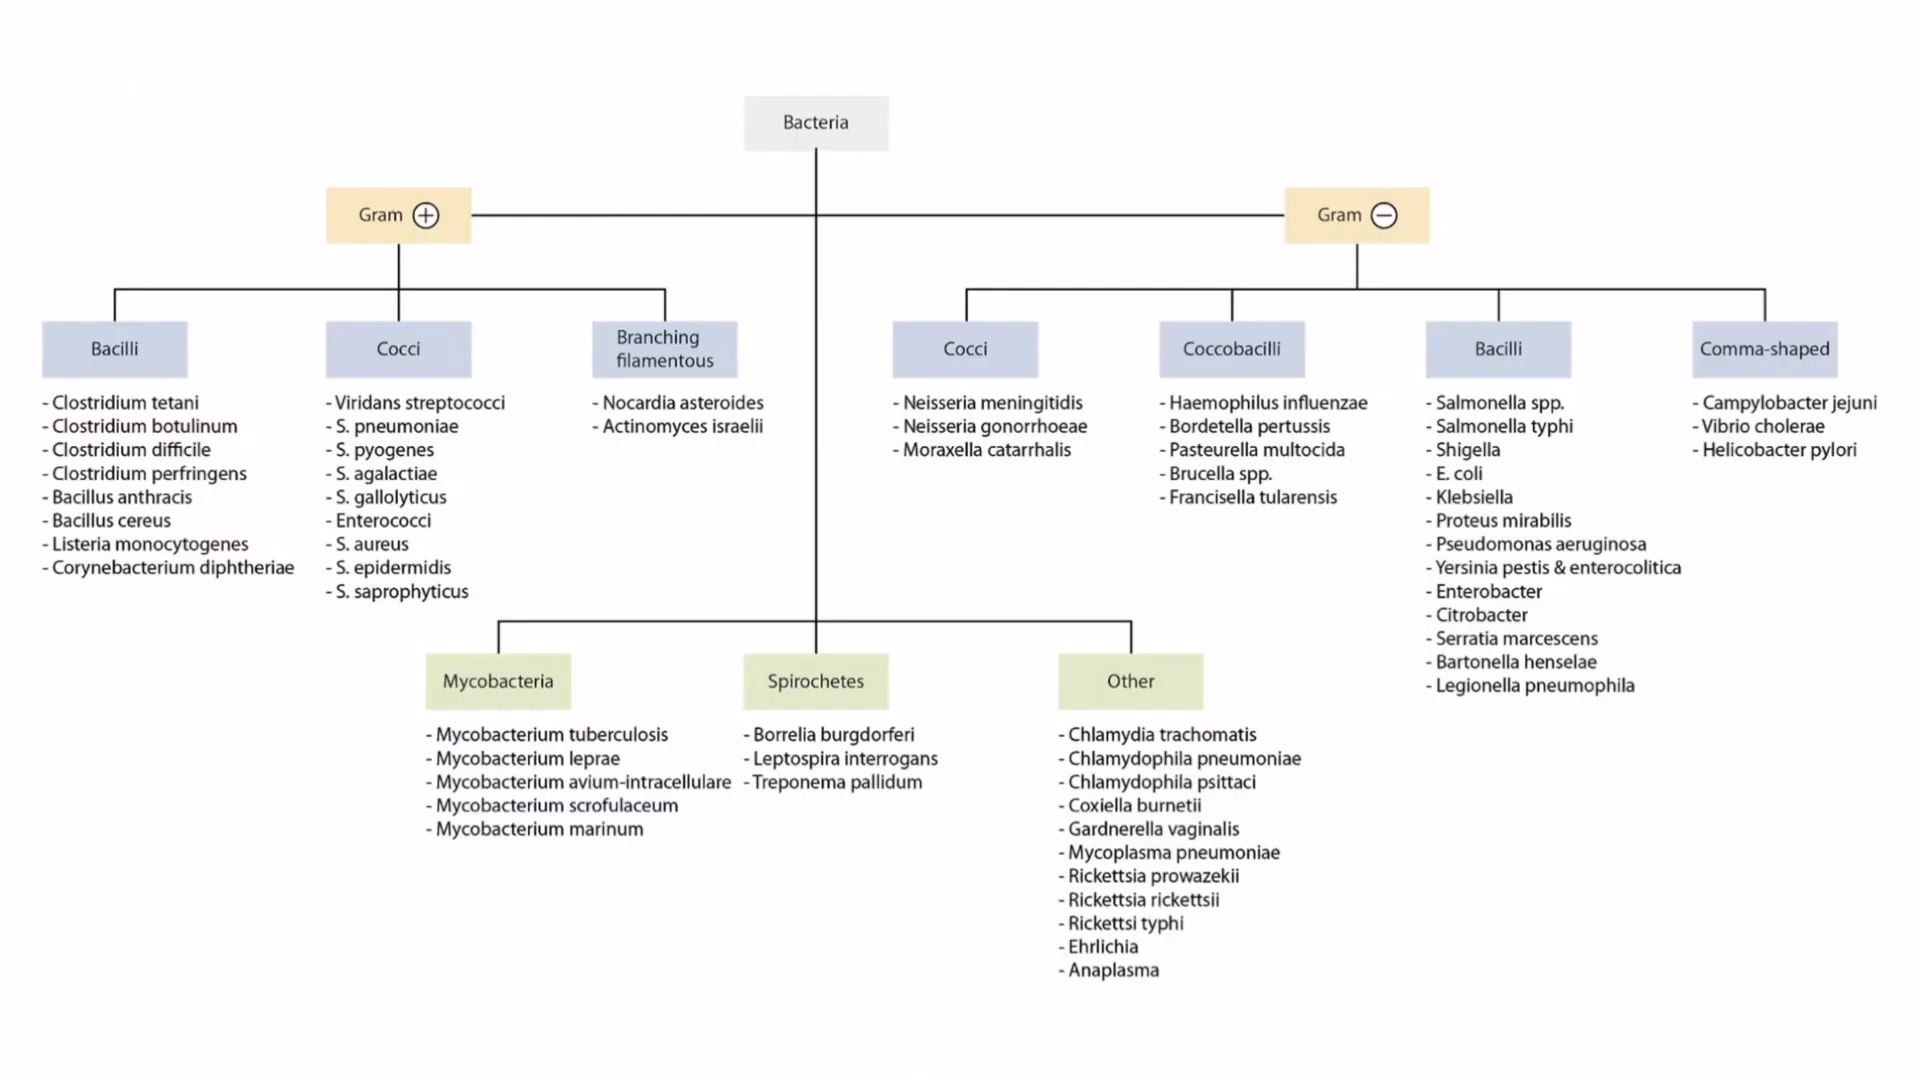 Bacteria
Gram +
Gram −
Bacilli
- Clostridium tetani
- Clostridium botulinum
- Clostridium difficile
- Clostridium perfringens
- Bacillus anthracis
- Bacillus cereus
- Listeria monocytogenes
- Corynebacterium diphtheriae
Cocci
- Viridans streptococci
- S. pneumoniae
- S. pyogenes
- S. agalactiae
- S. gallolyticus
- Enterococci
- S. aureus
- S. epidermidis
- S. saprophyticus
Branching
filamentous
- Nocardia asteroides
- Actinomyces israelii
Cocci
- Neisseria meningitidis
- Neisseria gonorrhoeae
- Moraxella catarrhalis
Coccobacilli
- Haemophilus influenzae
- Bordetella pertussis
- Pasteurella multocida
- Brucella spp.
- Francisella tularensis
Bacilli
- Salmonella spp.
- Salmonella typhi
- Shigella
- E. coli
- Klebsiella
- Proteus mirabilis
- Pseudomonas aeruginosa
- Yersinia pestis & enterocolitica
- Enterobacter
- Citrobacter
- Serratia marcescens
- Bartonella henselae
- Legionella pneumophila
Comma-shaped
- Campylobacter jejuni
- Vibrio cholerae
- Helicobacter pylori
Mycobacteria
- Mycobacterium tuberculosis
- Mycobacterium leprae
- Mycobacterium avium-intracellulare
- Mycobacterium scrofulaceum
- Mycobacterium marinum
Spirochetes
- Borrelia burgdorferi
- Leptospira interrogans
- Treponema pallidum
Other
- Chlamydia trachomatis
- Chlamydophila pneumoniae
- Chlamydophila psittaci
- Coxiella burnetii
- Gardnerella vaginalis
- Mycoplasma pneumoniae
- Rickettsia prowazekii
- Rickettsia rickettsii
- Rickettsi typhi
- Ehrlichia
- Anaplasma